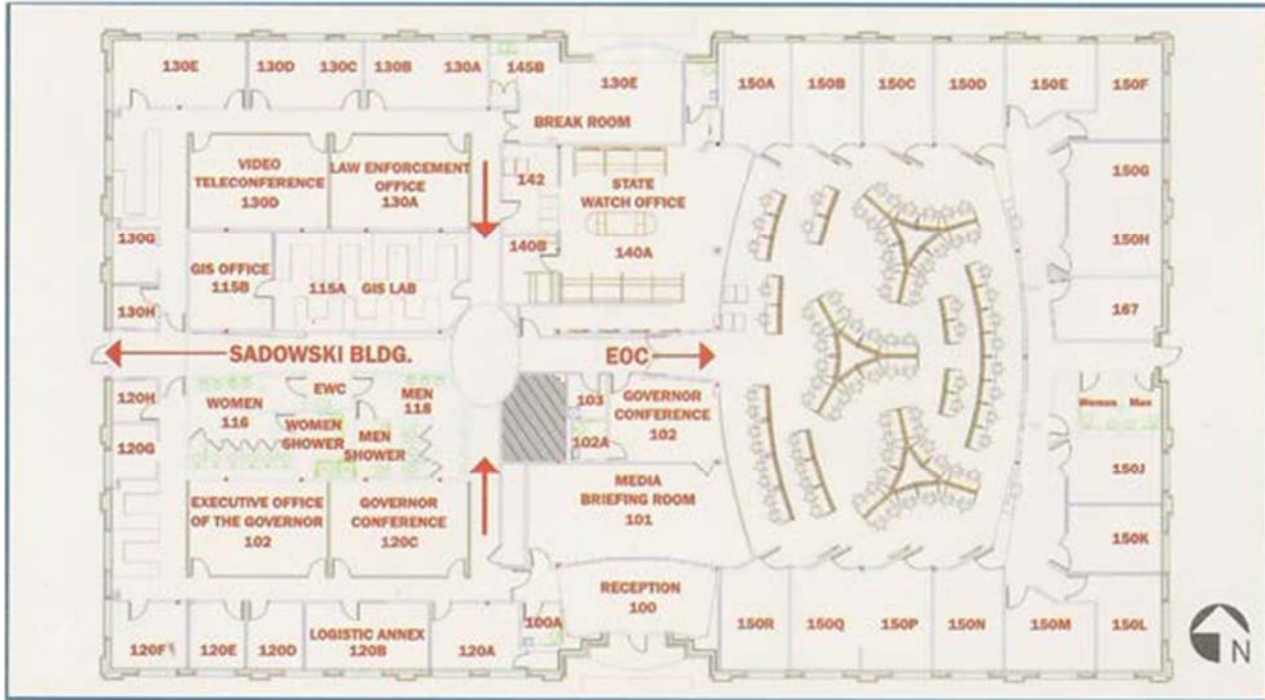 130E
130D
130C
130B
130A
145B
130E
BREAK ROOM
150A
150B
150C
150D
150E
150F
VIDEO
TELECONFERENCE
130D
LAW ENFORCEMENT
OFFICE
130A
142
STATE
WATCH OFFICE
140A
140B
150G
150H
130G
GIS OFFICE
115B
115A
GIS LAB
130H
167
SADOWSKI BLDG.
EOC
120H
WOMEN
116
EWC
MEN
118
WOMEN
SHOWER
MEN
SHOWER
103
102A
GOVERNOR
CONFERENCE
102
Women
Men
120G
150J
EXECUTIVE OFFICE
OF THE GOVERNOR
102
GOVERNOR
CONFERENCE
120C
MEDIA
BRIEFING ROOM
101
150K
RECEPTION
100
100A
120F
120E
120D
LOGISTIC ANNEX
120B
120A
150R
150Q
150P
150N
150M
150L
N